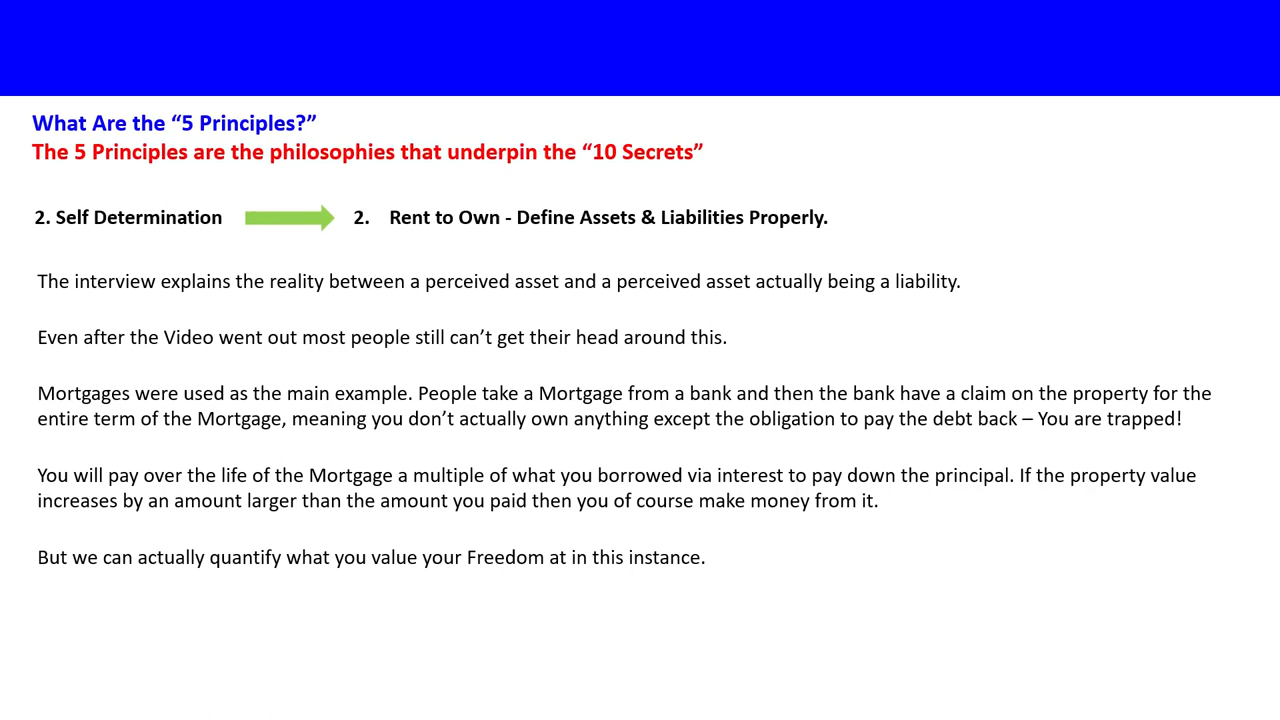 What Are the “5 Principles?”
The 5 Principles are the philosophies that underpin the “10 Secrets”
2. Self Determination 2. Rent to Own - Define Assets & Liabilities Properly.
The interview explains the reality between a perceived asset and a perceived asset actually being a liability.
Even after the Video went out most people still can’t get their head around this.
Mortgages were used as the main example. People take a Mortgage from a bank and then the bank have a claim on the property for the
entire term of the Mortgage, meaning you don’t actually own anything except the obligation to pay the debt back – You are trapped!
You will pay over the life of the Mortgage a multiple of what you borrowed via interest to pay down the principal. If the property value
increases by an amount larger than the amount you paid then you of course make money from it.
But we can actually quantify what you value your Freedom at in this instance.